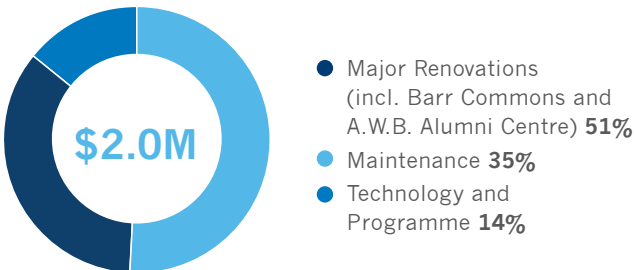 $2.0M
Major Renovations
(incl. Barr Commons and
A.W.B. Alumni Centre) 51%
Maintenance 35%
Technology and
Programme 14%